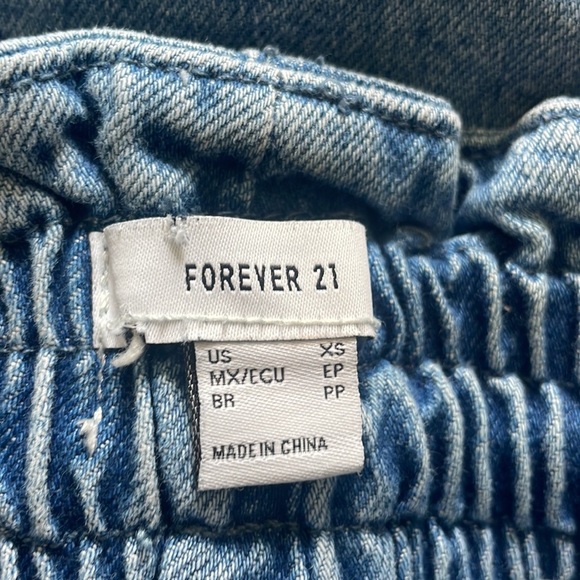 FOREVER 21
US XS
MX/ECU EP
BR PP
MADE IN CHINA